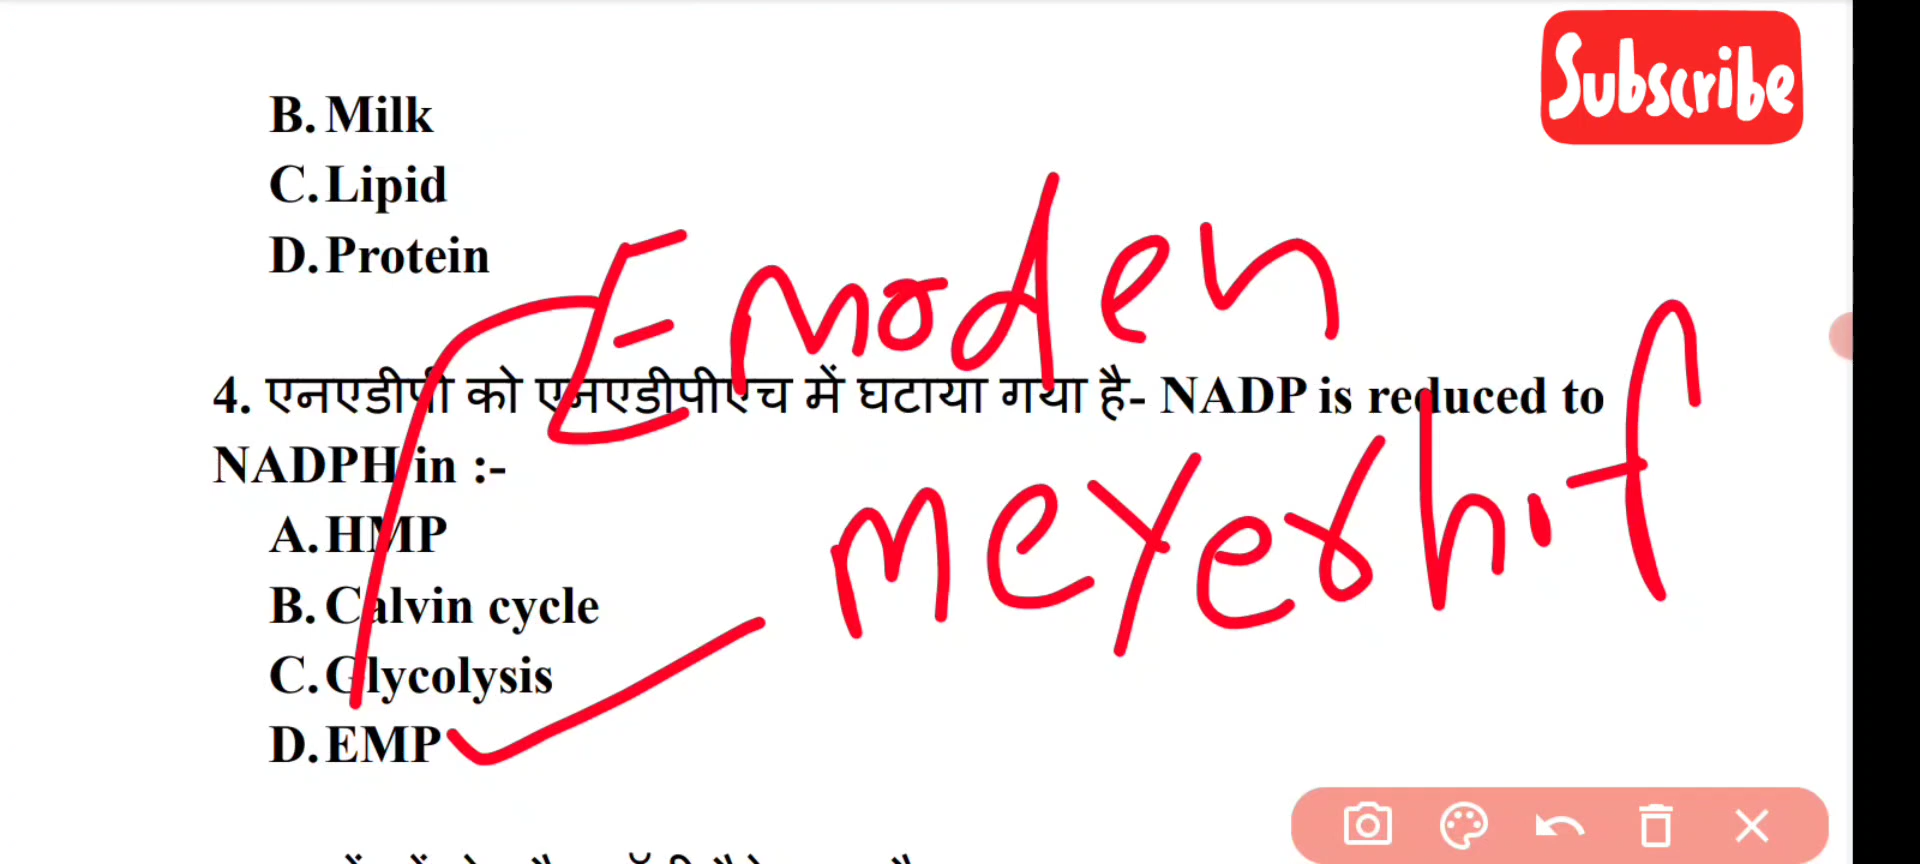 Subscribe
B. Milk
C. Lipid
D. Protein
Emoden
4. एनएडीपी को एनएडीपीएच में घटाया गया है- NADP is reduced to
NADPH in :-
meyerhof
A. HMP
B. Calvin cycle
C. Glycolysis
D. EMP